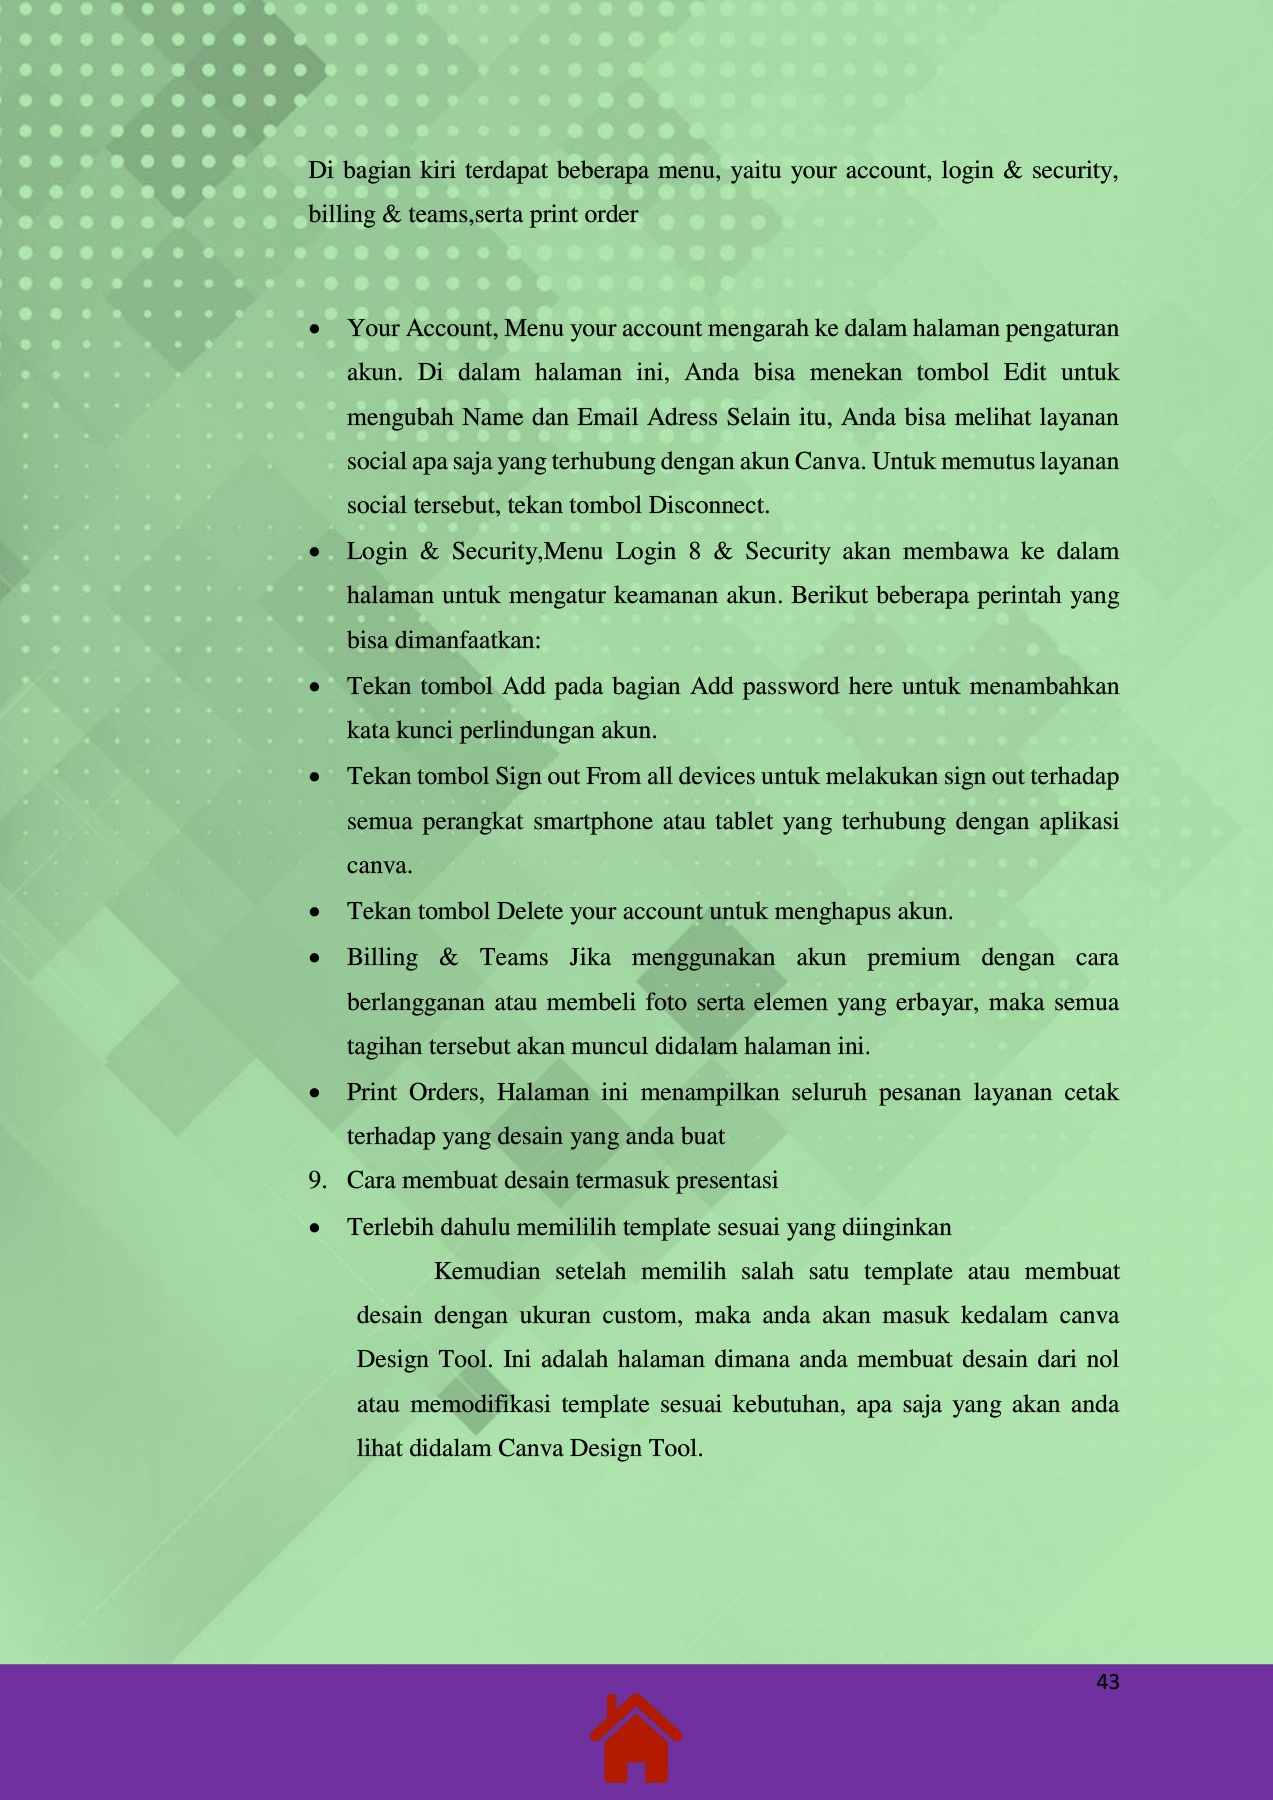 Di bagian kiri terdapat beberapa menu, yaitu your account, login & security,
billing & teams,serta print order
• Your Account, Menu your account mengarah ke dalam halaman pengaturan
akun. Di dalam halaman ini, Anda bisa menekan tombol Edit untuk
mengubah Name dan Email Adress Selain itu, Anda bisa melihat layanan
social apa saja yang terhubung dengan akun Canva. Untuk memutus layanan
social tersebut, tekan tombol Disconnect.
• Login & Security,Menu Login 8 & Security akan membawa ke dalam
halaman untuk mengatur keamanan akun. Berikut beberapa perintah yang
bisa dimanfaatkan:
• Tekan tombol Add pada bagian Add password here untuk menambahkan
kata kunci perlindungan akun.
• Tekan tombol Sign out From all devices untuk melakukan sign out terhadap
semua perangkat smartphone atau tablet yang terhubung dengan aplikasi
canva.
• Tekan tombol Delete your account untuk menghapus akun.
• Billing & Teams Jika menggunakan akun premium dengan cara
berlangganan atau membeli foto serta elemen yang erbayar, maka semua
tagihan tersebut akan muncul didalam halaman ini.
• Print Orders, Halaman ini menampilkan seluruh pesanan layanan cetak
terhadap yang desain yang anda buat
9. Cara membuat desain termasuk presentasi
• Terlebih dahulu memililih template sesuai yang diinginkan
Kemudian setelah memilih salah satu template atau membuat
desain dengan ukuran custom, maka anda akan masuk kedalam canva
Design Tool. Ini adalah halaman dimana anda membuat desain dari nol
atau memodifikasi template sesuai kebutuhan, apa saja yang akan anda
lihat didalam Canva Design Tool.
43